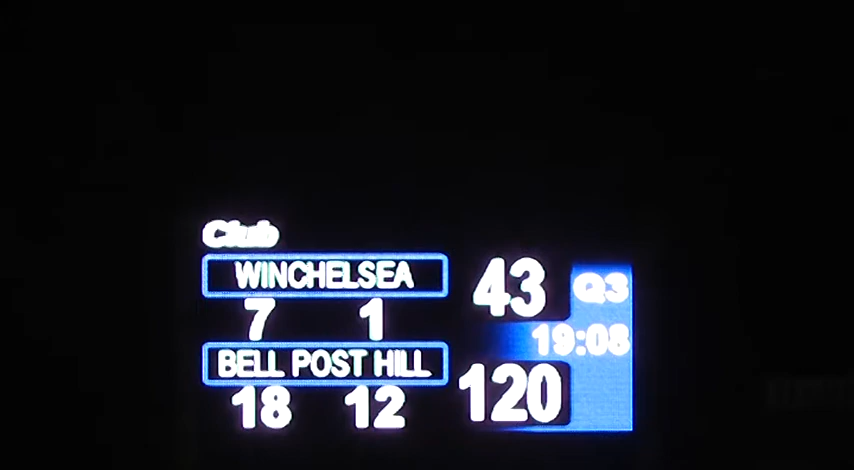 Club
WINCHELSEA 43 Q3
7 1
19:08
BELL POST HILL 120
18 12